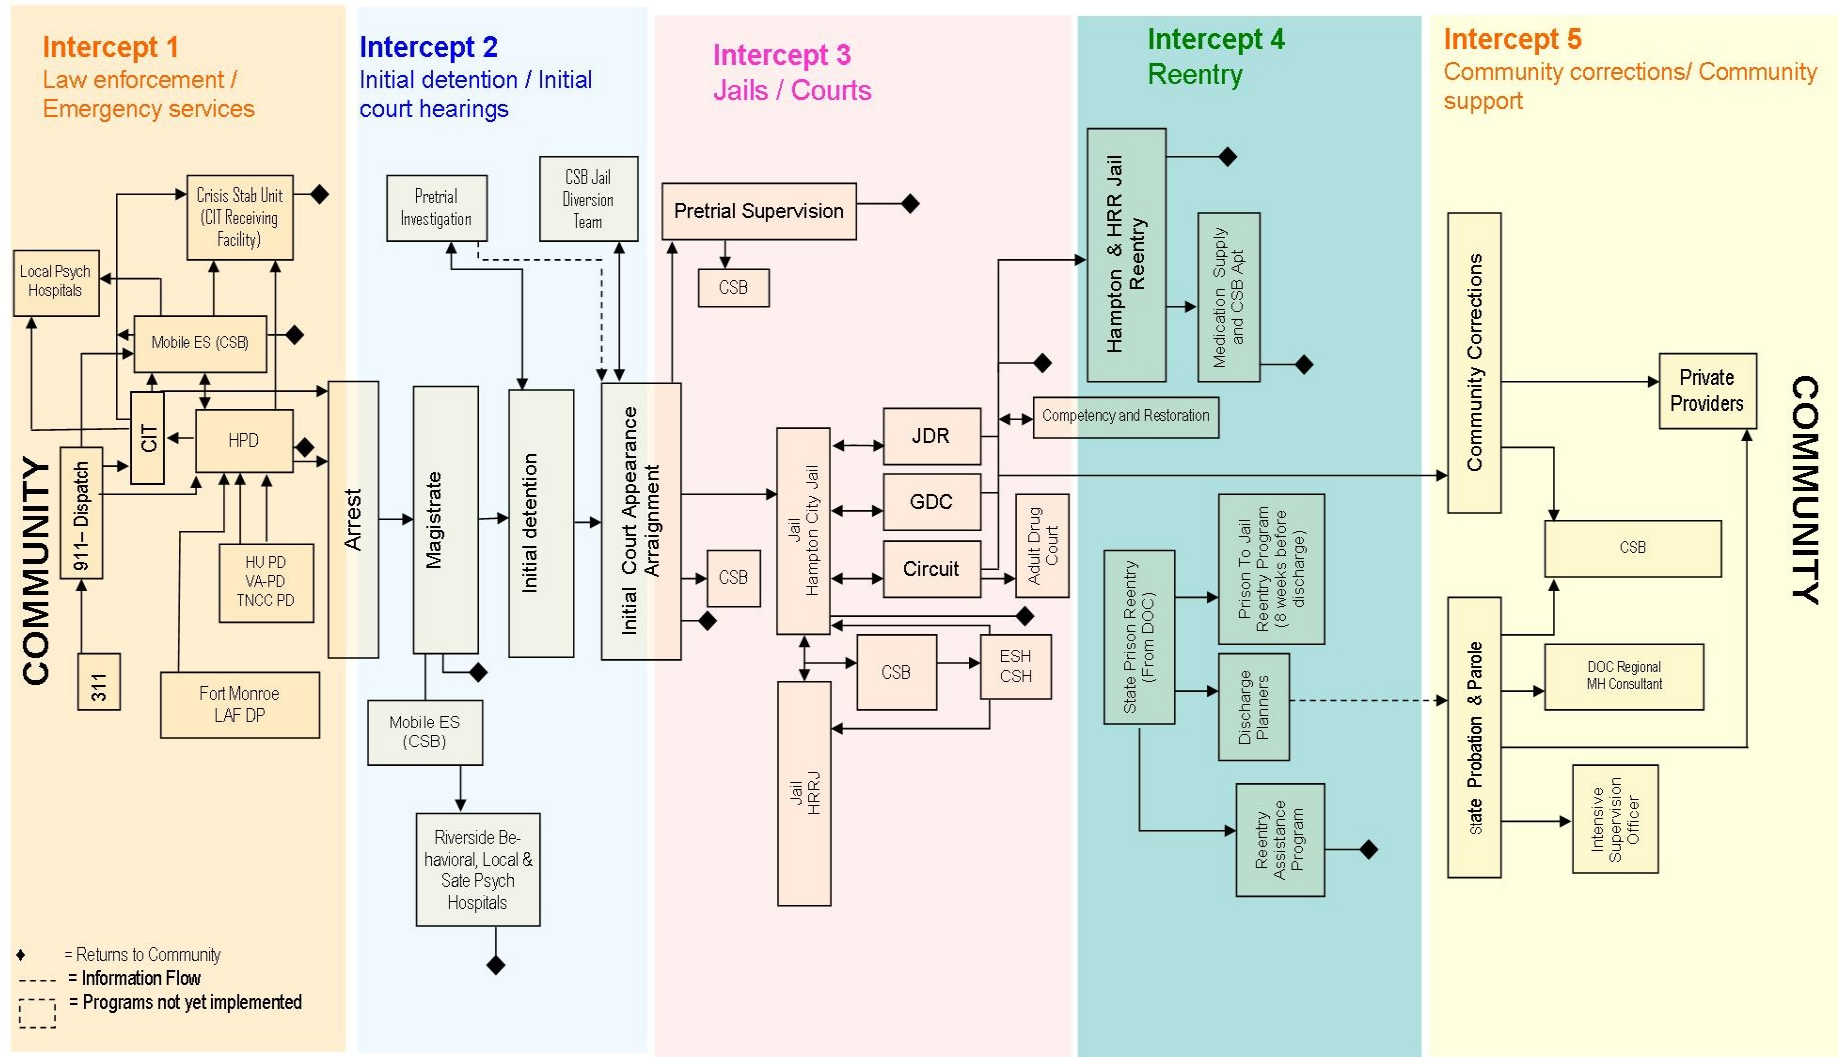 Intercept 1
Law enforcement /
Emergency services
Intercept 2
Initial detention / Initial
court hearings
Intercept 3
Jails / Courts
Intercept 4
Reentry
Intercept 5
Community corrections/ Community
support
COMMUNITY
Crisis Stab Unit
(CIT Receiving
Facility)
Local Psych
Hospitals
Mobile ES (CSB)
CIT
HPD
911– Dispatch
HU PD
VA-PD
TNCC PD
311
Fort Monroe
LAF DP
Arrest
Pretrial
Investigation
CSB Jail
Diversion
Team
Magistrate
Initial detention
Initial Court Appearance
Arraignment
Mobile ES
(CSB)
Riverside Be-
havioral, Local &
Sate Psych
Hospitals
Pretrial Supervision
CSB
CSB
Jail
Hampton City Jail
JDR
GDC
Circuit
Adult Drug
Court
CSB
ESH
CSH
Jail
HRRJ
Hampton & HRR Jail
Reentry
Medication Supply
and CSB Apt
Competency and Restoration
State Prison Reentry
(From DOC)
Prison To Jail
Reentry Program
(8 weeks before
discharge)
Discharge
Planners
Reentry
Assistance
Program
Community Corrections
Private
Providers
CSB
State Probation & Parole
DOC Regional
MH Consultant
Intensive
Supervision
Officer
COMMUNITY
= Returns to Community
= Information Flow
= Programs not yet implemented